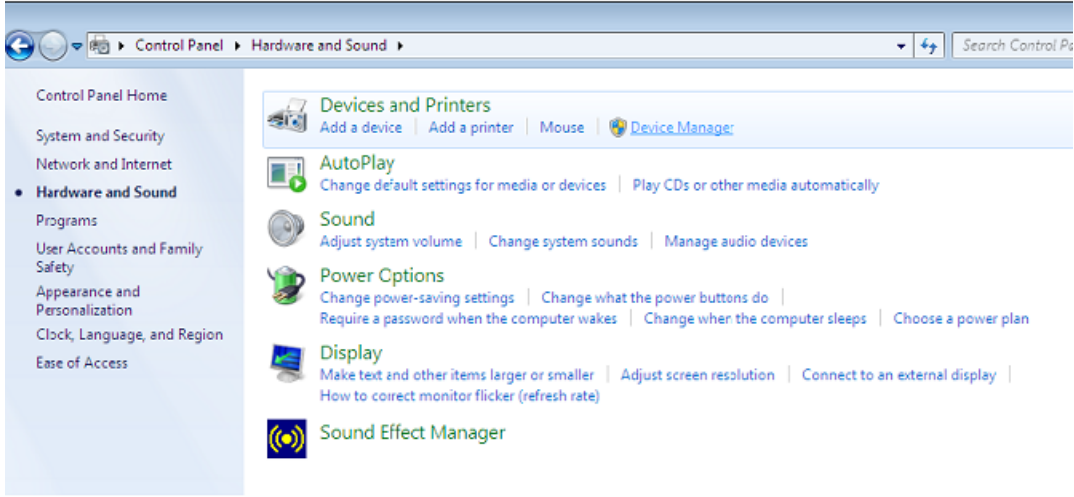 Control Panel Hardware and Sound Search Control Pa
Control Panel Home
System and Security
Network and Internet
Hardware and Sound
Programs
User Accounts and Family
Safety
Appearance and
Personalization
Clock, Language, and Region
Ease of Access
Devices and Printers
Add a device Add a printer Mouse Device Manager
AutoPlay
Change default settings for media or devices Play CDs or other media automatically
Sound
Adjust system volume Change system sounds Manage audio devices
Power Options
Change power-saving settings Change what the power buttons do
Require a password when the computer wakes Change when the computer sleeps Choose a power plan
Display
Make text and other items larger or smaller Adjust screen resolution Connect to an external display
How to correct monitor flicker (refresh rate)
Sound Effect Manager